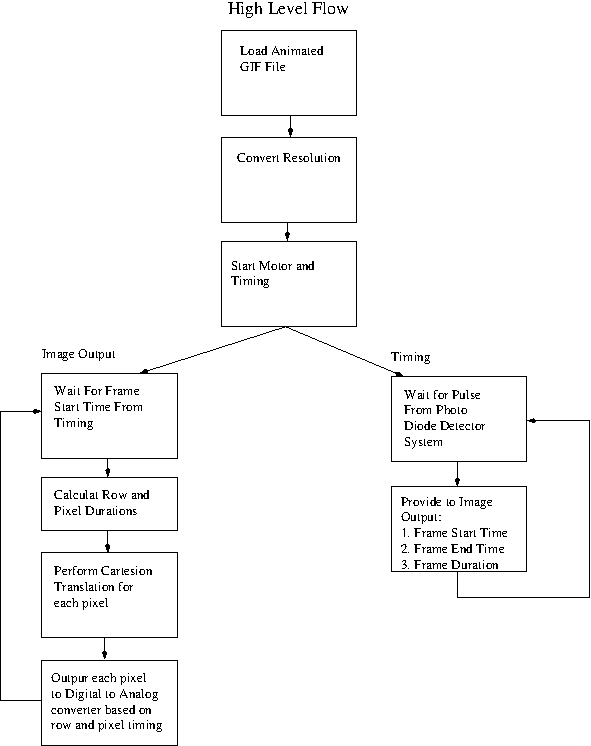 High Level Flow
Load Animated
GIF File
Convert Resolution
Start Motor and
Timing
Image Output
Wait For Frame
Start Time From
Timing
Calculat Row and
Pixel Durations
Perform Cartesion
Translation for
each pixel
Outpur each pixel
to Digital to Analog
converter based on
row and pixel timing
Timing
Wait for Pulse
From Photo
Diode Detector
System
Provide to Image
Output:
1. Frame Start Time
2. Frame End Time
3. Frame Duration